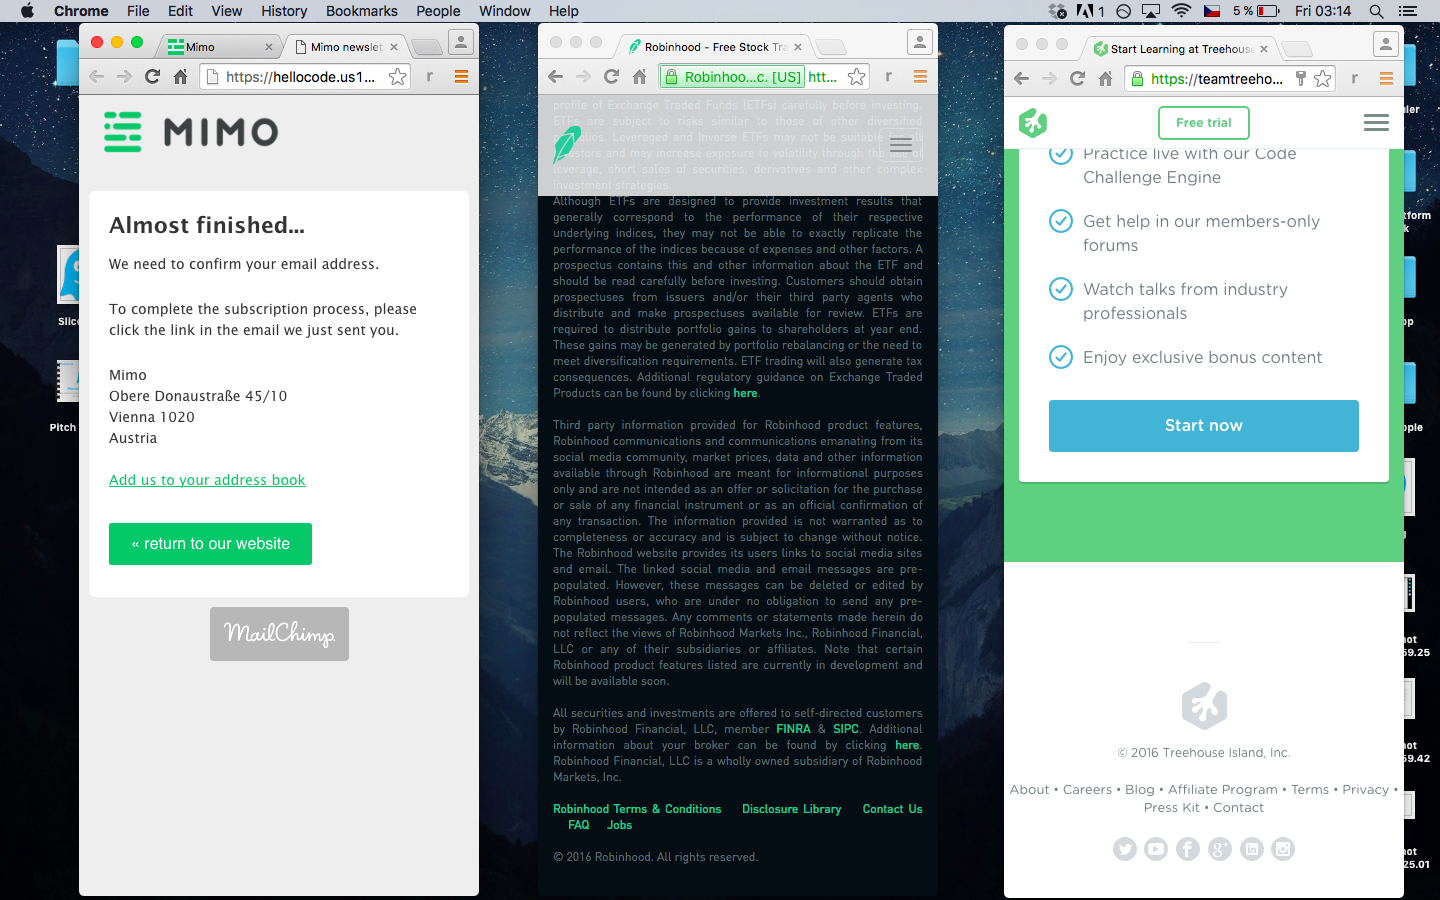 Chrome File Edit View History Bookmarks People Window Help
1 5 % Fri 03:14
Mimo
Mimo newslet
https://hellocode.us1...
MIMO
Almost finished...
We need to confirm your email address.
To complete the subscription process, please
click the link in the email we just sent you.
Mimo
Obere Donaustraße 45/10
Vienna 1020
Austria
Add us to your address book
« return to our website
MailChimp
Slice
Pitch
Robinhood - Free Stock Tra
Robinhoo...c. [US] htt...
profile of Exchange Traded Funds (ETFs) carefully before investing.
ETFs are subject to risks similar to those of other diversified
portfolios. Leveraged and Inverse ETFs may not be suitable for all
investors and may increase exposure to volatility through the use of
leverage, short sales of securities, derivatives and other complex
investment strategies.
Although ETFs are designed to provide investment results that
generally correspond to the performance of their respective
underlying indices, they may not be able to exactly replicate the
performance of the indices because of expenses and other factors. A
prospectus contains this and other information about the ETF and
should be read carefully before investing. Customers should obtain
prospectuses from issuers and/or their third party agents who
distribute and make prospectuses available for review. ETFs are
required to distribute portfolio gains to shareholders at year end.
These gains may be generated by portfolio rebalancing or the need to
meet diversification requirements. ETF trading will also generate tax
consequences. Additional regulatory guidance on Exchange Traded
Products can be found by clicking here.
Third party information provided for Robinhood product features,
Robinhood communications and communications emanating from its
social media community, market prices, data and other information
available through Robinhood are meant for informational purposes
only and are not intended as an offer or solicitation for the purchase
or sale of any financial instrument or as an official confirmation of
any transaction. The information provided is not warranted as to
completeness or accuracy and is subject to change without notice.
The Robinhood website provides its users links to social media sites
and email. The linked social media and email messages are pre-
populated. However, these messages can be deleted or edited by
Robinhood users, who are under no obligation to send any pre-
populated messages. Any comments or statements made herein do
not reflect the views of Robinhood Markets Inc., Robinhood Financial,
LLC or any of their subsidiaries or affiliates. Note that certain
Robinhood product features listed are currently in development and
will be available soon.
All securities and investments are offered to self-directed customers
by Robinhood Financial, LLC, member FINRA & SIPC. Additional
information about your broker can be found by clicking here.
Robinhood Financial, LLC is a wholly owned subsidiary of Robinhood
Markets, Inc.
Robinhood Terms & Conditions Disclosure Library Contact Us
FAQ Jobs
© 2016 Robinhood. All rights reserved.
Start Learning at Treehouse
https://teamtreeho...
Free trial
Practice live with our Code
Challenge Engine
Get help in our members-only
forums
Watch talks from industry
professionals
Enjoy exclusive bonus content
Start now
© 2016 Treehouse Island, Inc.
About • Careers • Blog • Affiliate Program • Terms • Privacy •
Press Kit • Contact